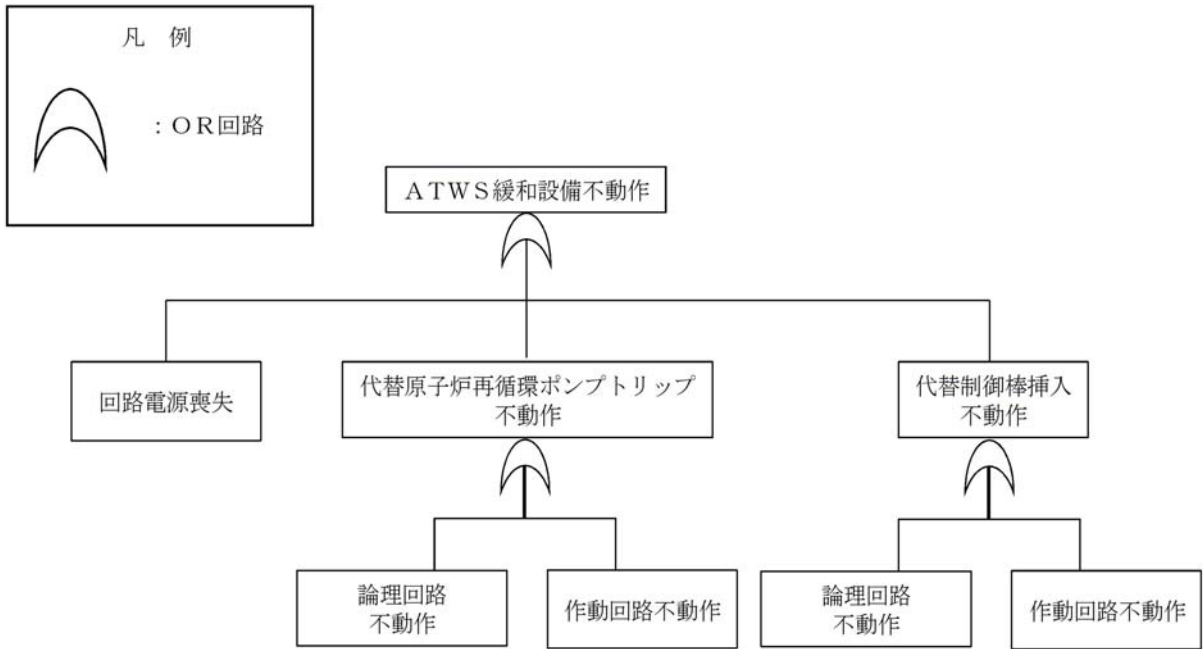 凡　例
：ＯＲ回路
ＡＴＷＳ緩和設備不動作
回路電源喪失
代替原子炉再循環ポンプトリップ
不動作
代替制御棒挿入
不動作
論理回路
不動作
作動回路不動作
論理回路
不動作
作動回路不動作